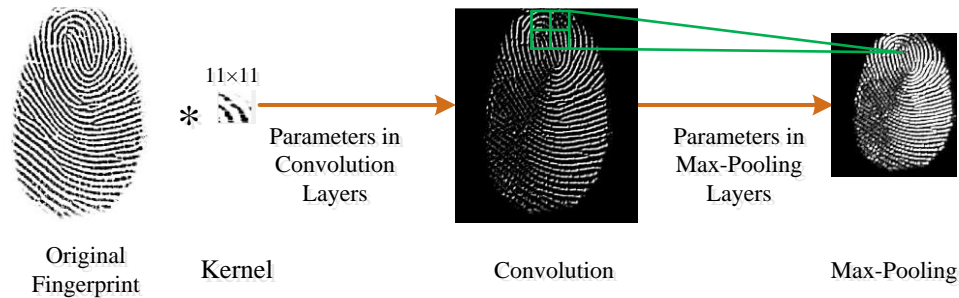 11×11
*
Parameters in
Convolution
Layers
Parameters in
Max-Pooling
Layers
Original
Fingerprint
Kernel
Convolution
Max-Pooling